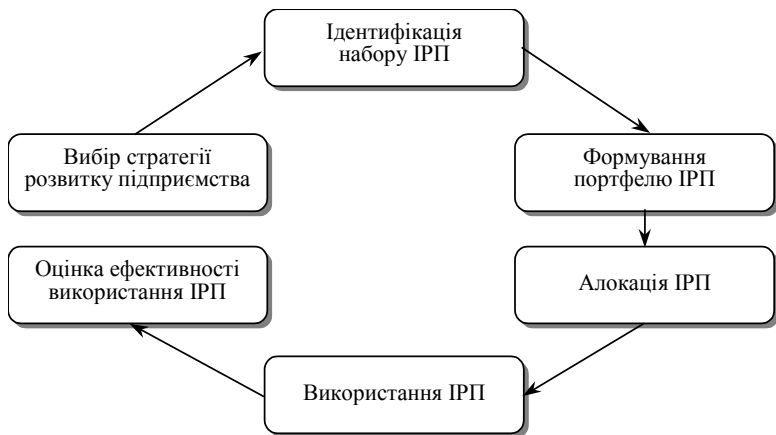 Ідентифікація
набору ІРП
Вибір стратегії
розвитку підприємства
Формування
портфелю ІРП
Оцінка ефективності
використання ІРП
Алокація ІРП
Використання ІРП